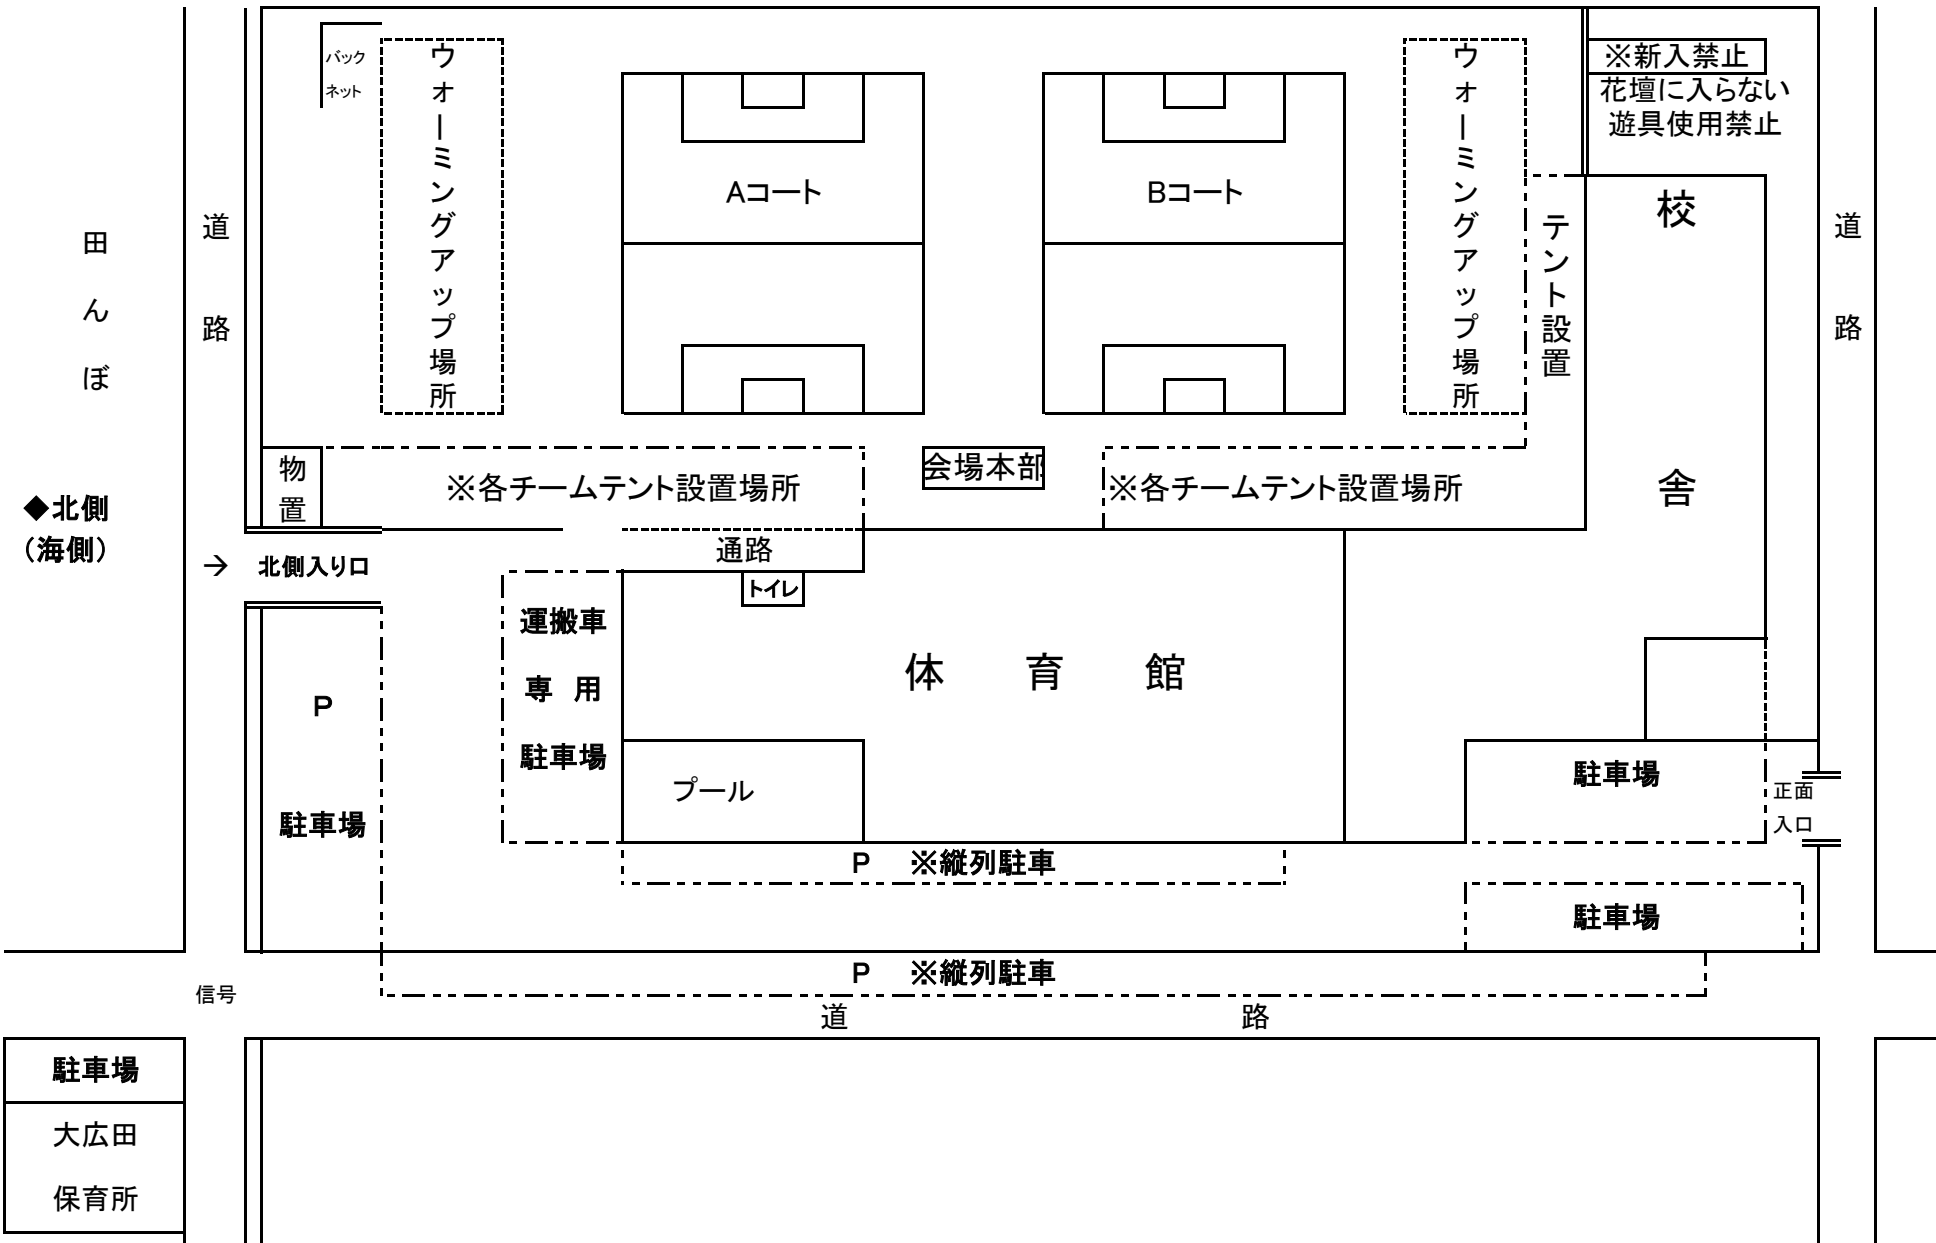 バック
ネット
ウォーミングアップ場所
Aコート
Bコート
ウォーミングアップ場所
※新入禁止
花壇に入らない
遊具使用禁止
田んぼ
道路
テント設置
校舎
道路
物置
※各チームテント設置場所
会場本部
※各チームテント設置場所
◆北側
（海側）
→ 北側入り口
通路
トイレ
運搬車
専用
駐車場
体育館
P
駐車場
プール
駐車場
正面
入口
P ※縦列駐車
駐車場
P ※縦列駐車
信号
道路
駐車場
大広田
保育所